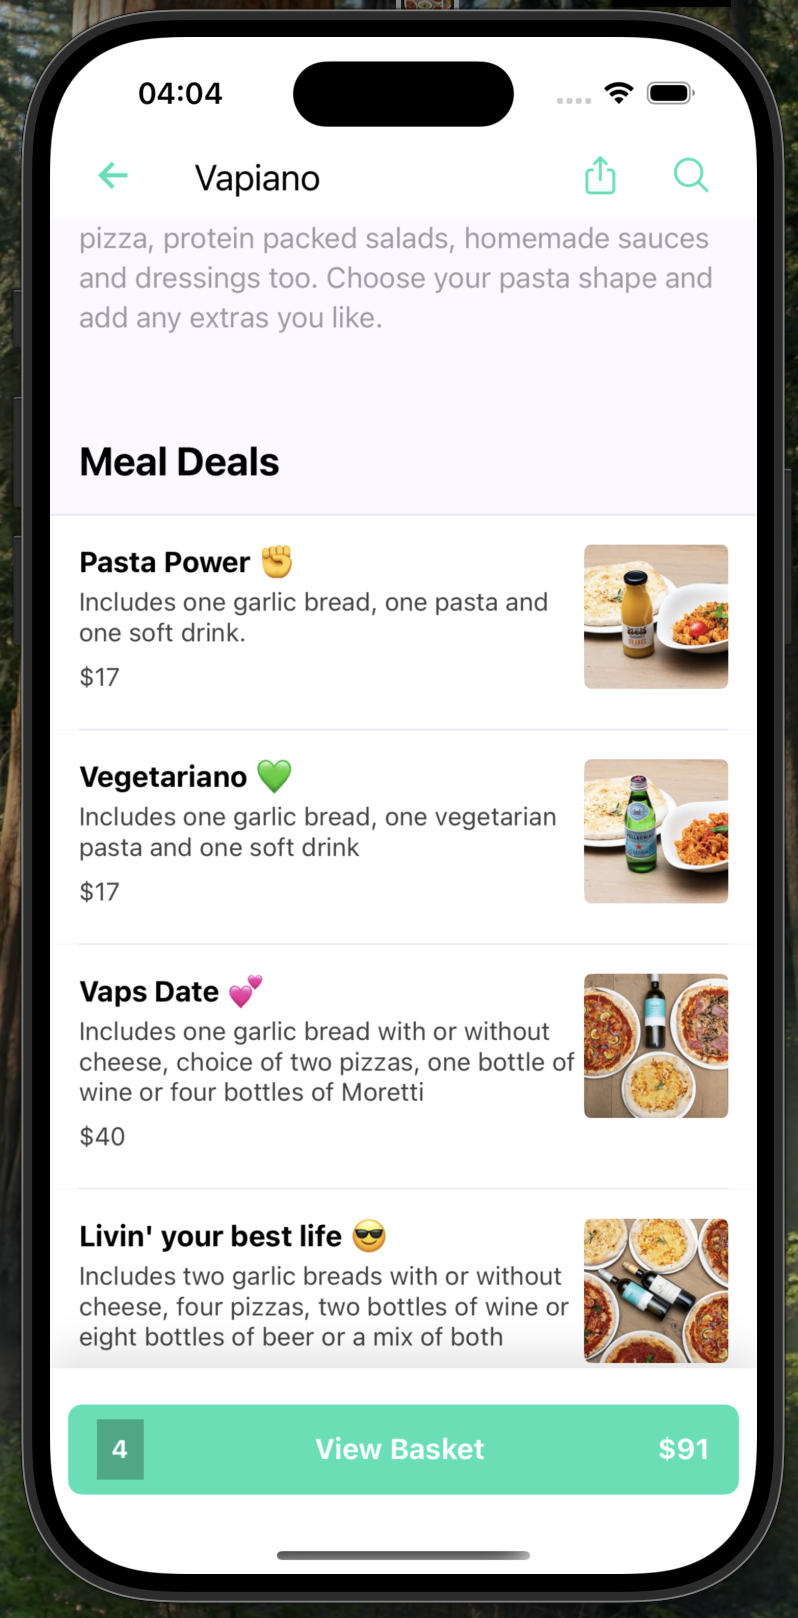 04:04
Vapiano
pizza, protein packed salads, homemade sauces
and dressings too. Choose your pasta shape and
add any extras you like.
Meal Deals
Pasta Power ✊
Includes one garlic bread, one pasta and
one soft drink.
$17
Vegetariano 💚
Includes one garlic bread, one vegetarian
pasta and one soft drink
$17
Vaps Date 💕
Includes one garlic bread with or without
cheese, choice of two pizzas, one bottle of
wine or four bottles of Moretti
$40
Livin' your best life 😎
Includes two garlic breads with or without
cheese, four pizzas, two bottles of wine or
eight bottles of beer or a mix of both
4 View Basket $91